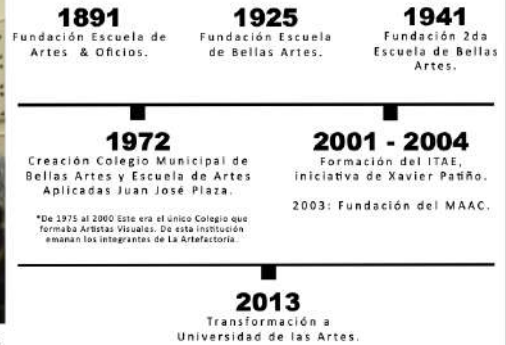 1891
Fundación Escuela de
Artes & Oficios.
1925
Fundación Escuela
de Bellas Artes.
1941
Fundación 2da
Escuela de Bellas
Artes.
1972
Creación Colegio Municipal de
Bellas Artes y Escuela de Artes
Aplicadas Juan José Plaza.
*De 1975 al 2000 Este era el único Colegio que
formaba Artistas Visuales. De esta institución
emanan los integrantes de La Artefactoría.
2001 - 2004
Formación del ITAE,
iniciativa de Xavier Patiño.
2003: Fundación del MAAC.
2013
Transformación a
Universidad de las Artes.